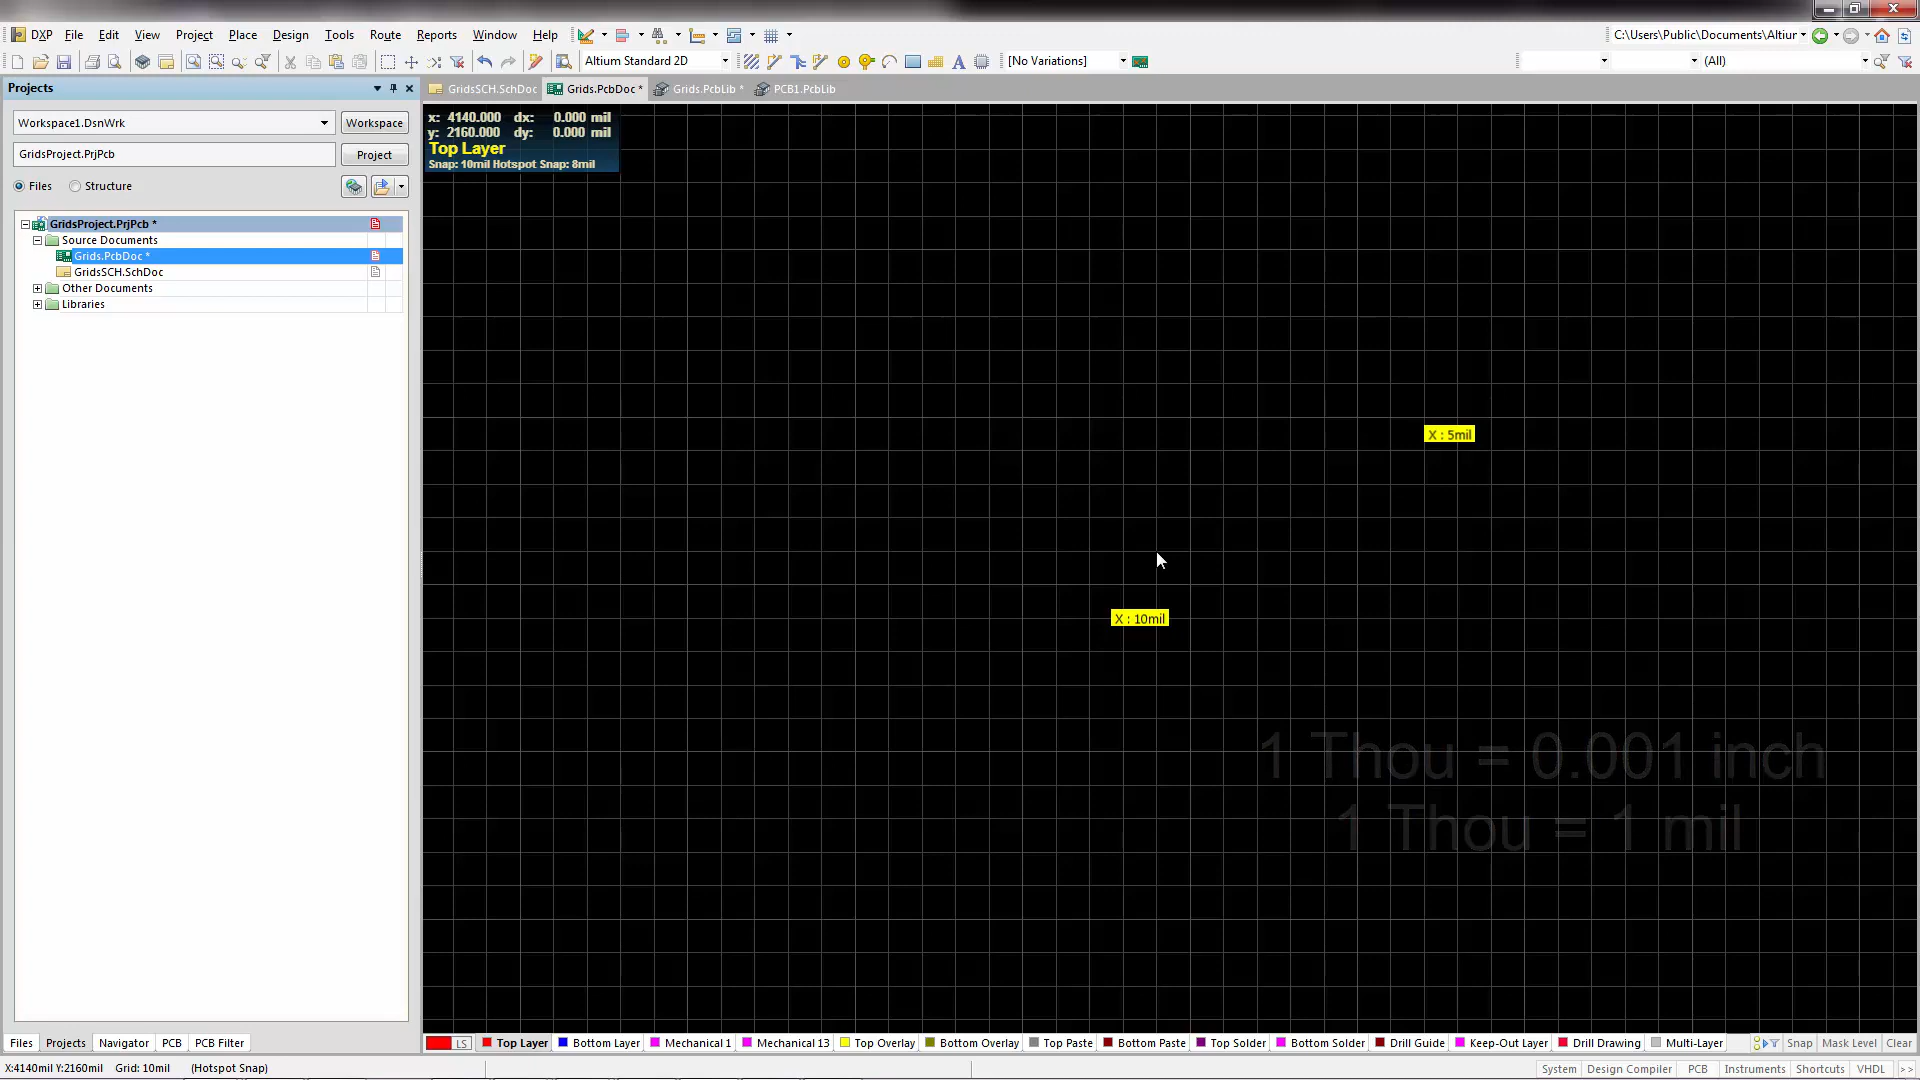 DXP File Edit View Project Place Design Tools Route Reports Window Help C:\Users\Public\Documents\Altiur
Altium Standard 2D [No Variations] (All)
Projects
GridsSCH.SchDoc Grids.PcbDoc * Grids.PcbLib * PCB1.PcbLib
Workspace1.DsnWrk Workspace
GridsProject.PrjPcb Project
Files Structure
GridsProject.PrjPcb *
Source Documents
Grids.PcbDoc *
GridsSCH.SchDoc
Other Documents
Libraries
x: 4140.000 dx: 0.000 mil
y: 2160.000 dy: 0.000 mil
Top Layer
Snap: 10mil Hotspot Snap: 8mil
X : 5mil
X : 10mil
1 Thou = 0.001 inch
1 Thou = 1 mil
Files Projects Navigator PCB PCB Filter
LS Top Layer Bottom Layer Mechanical 1 Mechanical 13 Top Overlay Bottom Overlay Top Paste Bottom Paste Top Solder Bottom Solder Drill Guide Keep-Out Layer Drill Drawing Multi-Layer Snap Mask Level Clear
X:4140mil Y:2160mil Grid: 10mil (Hotspot Snap) System Design Compiler PCB Instruments Shortcuts VHDL >>